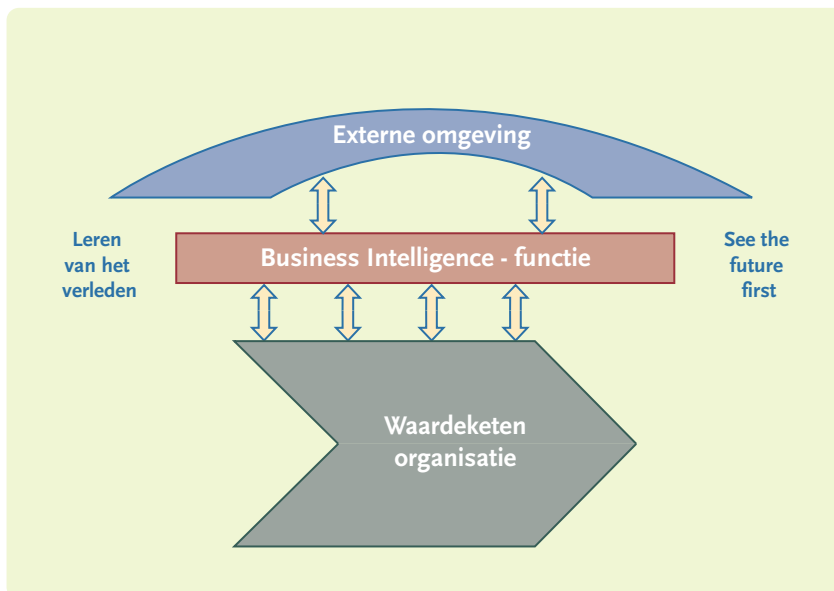 Externe omgeving
Leren
van het
verleden
Business Intelligence - functie
See the
future
first
Waardeketen
organisatie